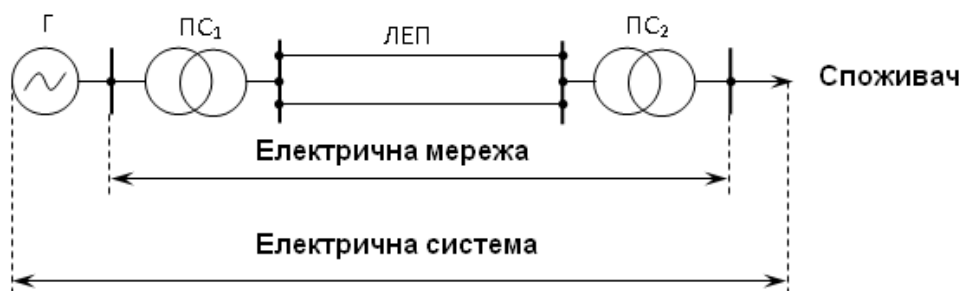 Г
ПС₁
ЛЕП
ПС₂
Споживач
Електрична мережа
Електрична система